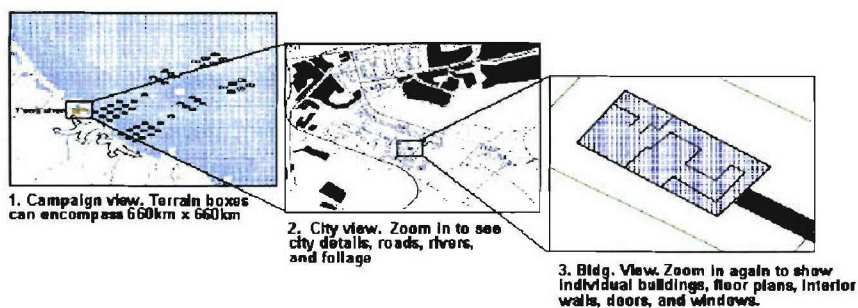 1. Campaign view. Terrain boxes
can encompass 660km x 660km
2. City view. Zoom in to see
city details, roads, rivers,
and foliage
3. Bldg. View. Zoom in again to show
individual buildings, floor plans, interior
walls, doors, and windows.